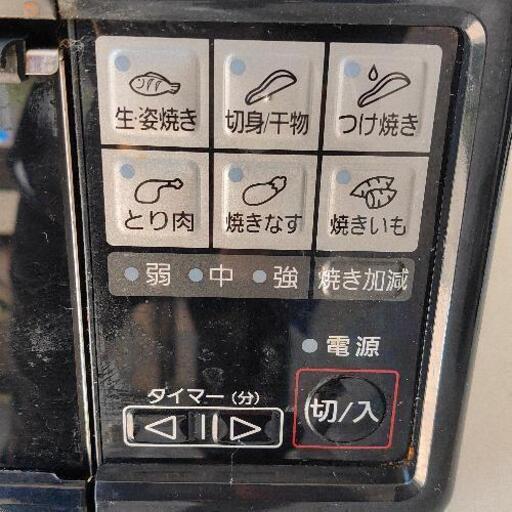 生・姿焼き 切身/干物 つけ焼き
とり肉 焼きなす 焼きいも
弱 中 強 焼き加減
電源
タイマー(分)
切/入